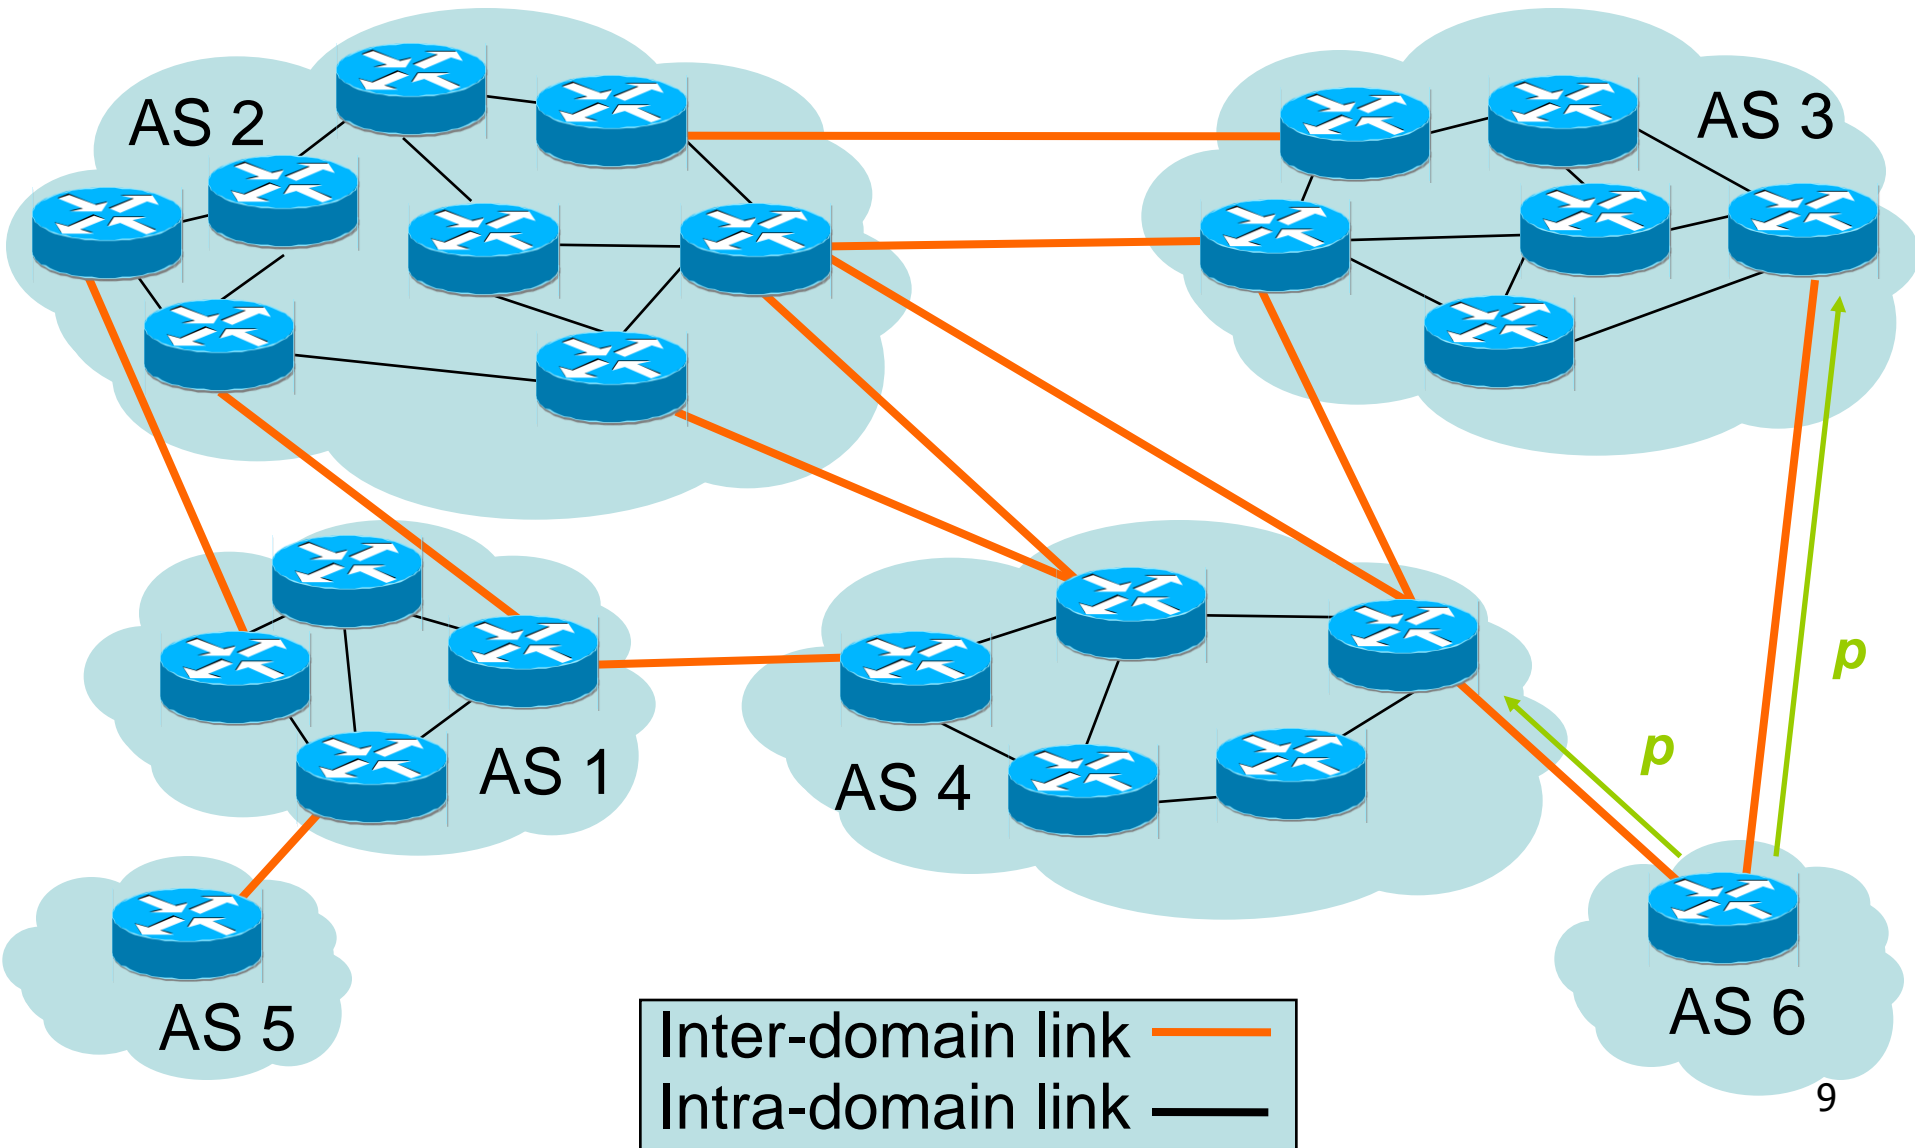 AS 2
AS 3
p
p
AS 1
AS 4
AS 5
AS 6
Inter-domain link
Intra-domain link
9